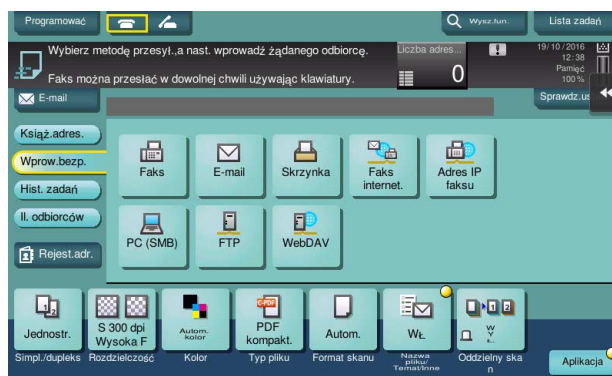 Programować
Wysz.fun.
Lista zadań
Wybierz metodę przesył.,a nast. wprowadź żądanego odbiorcę.
Faks można przesłać w dowolnej chwili używając klawiatury.
Liczba adres...
0
19/10/2016
12:38
Pamięć
100%
E-mail
Sprawdz.us
Książ.adres.
Wprow.bezp.
Hist. zadań
Il. odbiorców
Rejest.adr.
Faks
E-mail
Skrzynka
Faks
internet.
Adres IP
faksu
PC (SMB)
FTP
WebDAV
Jednostr.
S 300 dpi
Wysoka F
Autom.
kolor
C-PDF
PDF
kompakt.
Autom.
WŁ
Simpl./dupleks
Rozdzielczość
Kolor
Typ pliku
Format skanu
Nazwa
pliku/
Temat/Inne
Oddzielny ska
n
Aplikacja